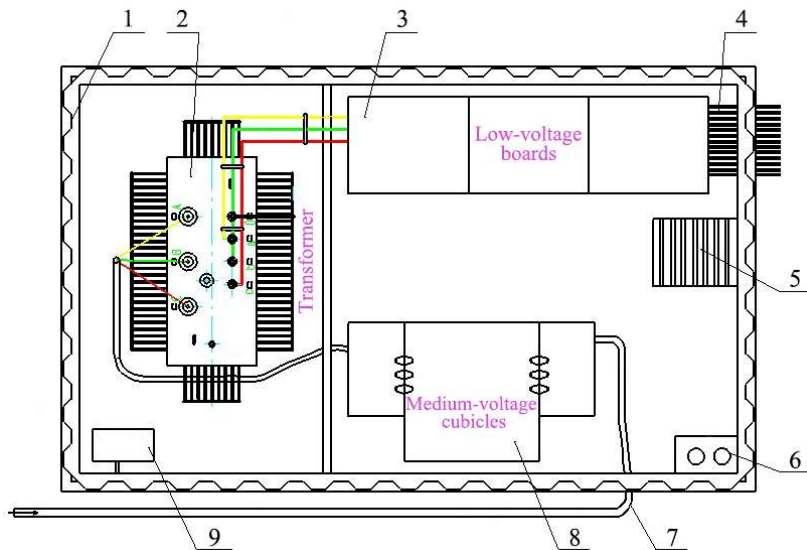 1
2
3
4
Low-voltage
boards
A
B
Transformer
5
Medium-voltage
cubicles
6
7
8
9